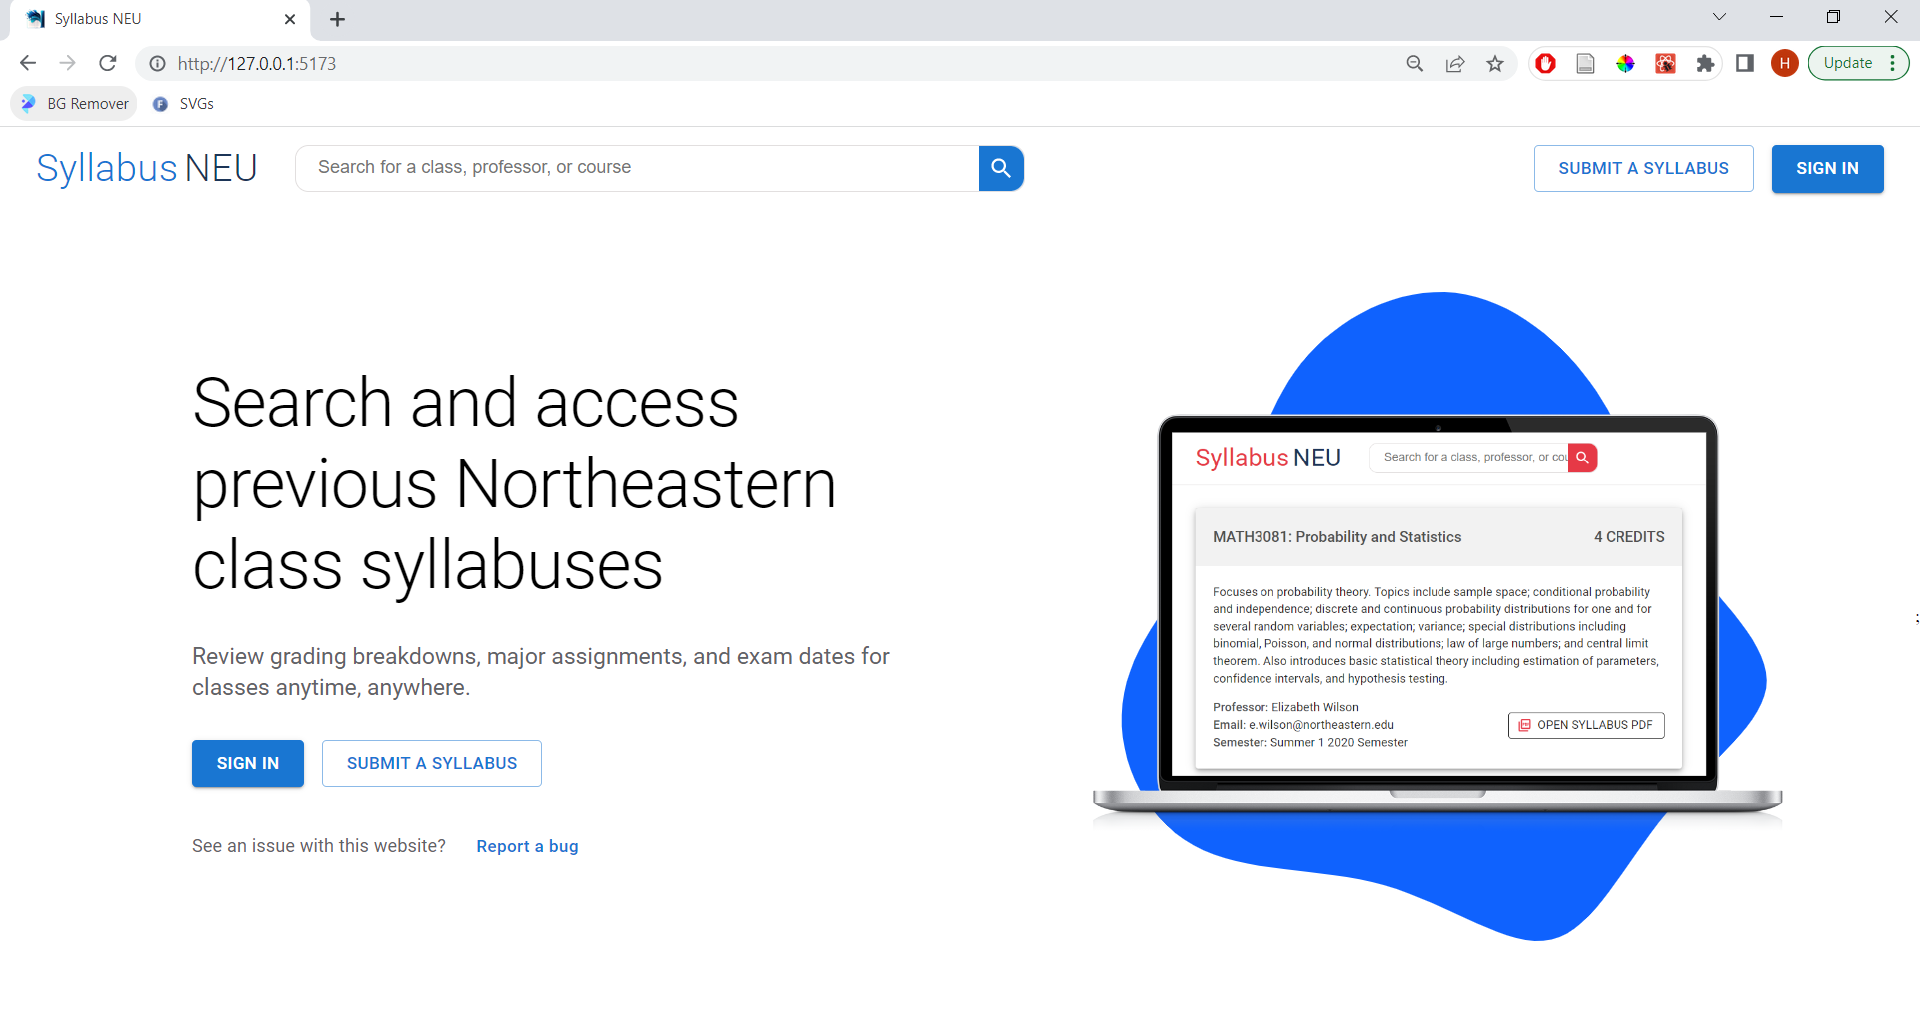 Syllabus NEU
http://127.0.0.1:5173
H
Update
BG Remover
F SVGs
Syllabus NEU
Search for a class, professor, or course
SUBMIT A SYLLABUS
SIGN IN
Search and access
previous Northeastern
class syllabuses
Review grading breakdowns, major assignments, and exam dates for
classes anytime, anywhere.
SIGN IN
SUBMIT A SYLLABUS
See an issue with this website? Report a bug
Syllabus NEU
Search for a class, professor, or cou
MATH3081: Probability and Statistics
4 CREDITS
Focuses on probability theory. Topics include sample space; conditional probability
and independence; discrete and continuous probability distributions for one and for
several random variables; expectation; variance; special distributions including
binomial, Poisson, and normal distributions; law of large numbers; and central limit
theorem. Also introduces basic statistical theory including estimation of parameters,
confidence intervals, and hypothesis testing.
Professor: Elizabeth Wilson
Email: e.wilson@northeastern.edu
Semester: Summer 1 2020 Semester
OPEN SYLLABUS PDF
;